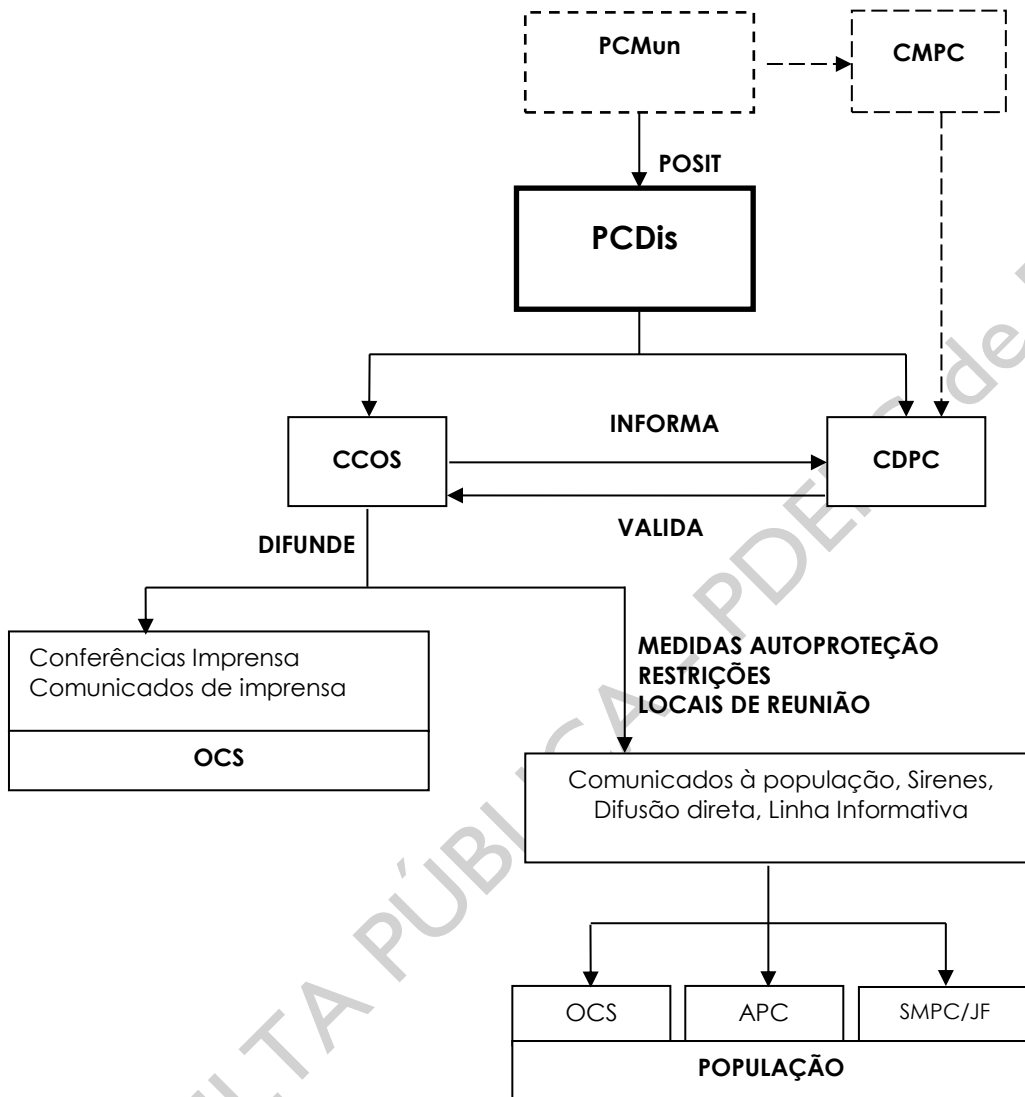 PCMun
CMPC
POSIT
PCDis
INFORMA
CCOS
CDPC
VALIDA
DIFUNDE
Conferências Imprensa
Comunicados de imprensa
OCS
MEDIDAS AUTOPROTEÇÃO
RESTRIÇÕES
LOCAIS DE REUNIÃO
Comunicados à população, Sirenes,
Difusão direta, Linha Informativa
OCS
APC
SMPC/JF
POPULAÇÃO